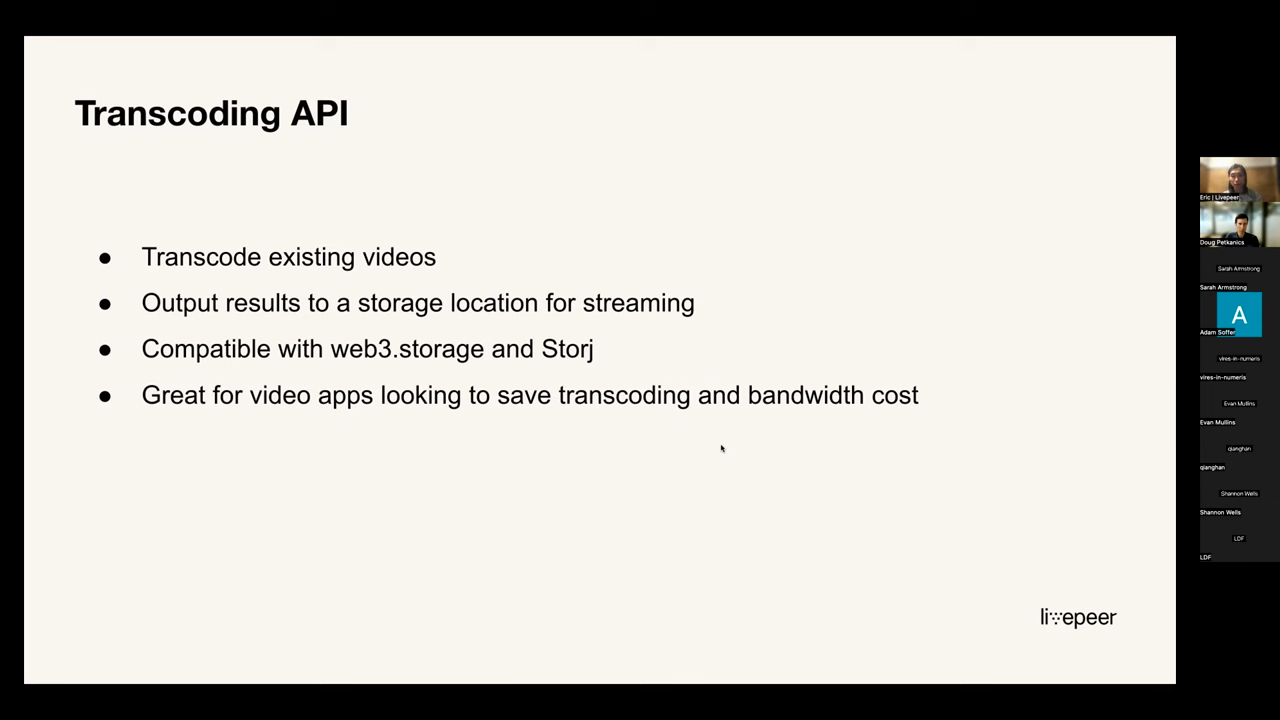 Transcoding API
● Transcode existing videos
● Output results to a storage location for streaming
● Compatible with web3.storage and Storj
● Great for video apps looking to save transcoding and bandwidth cost
livepeer
Eric | Livepeer
Doug Petkanics
Sarah Armstrong
Sarah Armstrong
A
Adam Soffer
vires-in-numeris
vires-in-numeris
Evan Mullins
Evan Mullins
qianghan
qianghan
Shannon Wells
Shannon Wells
LDF
LDF